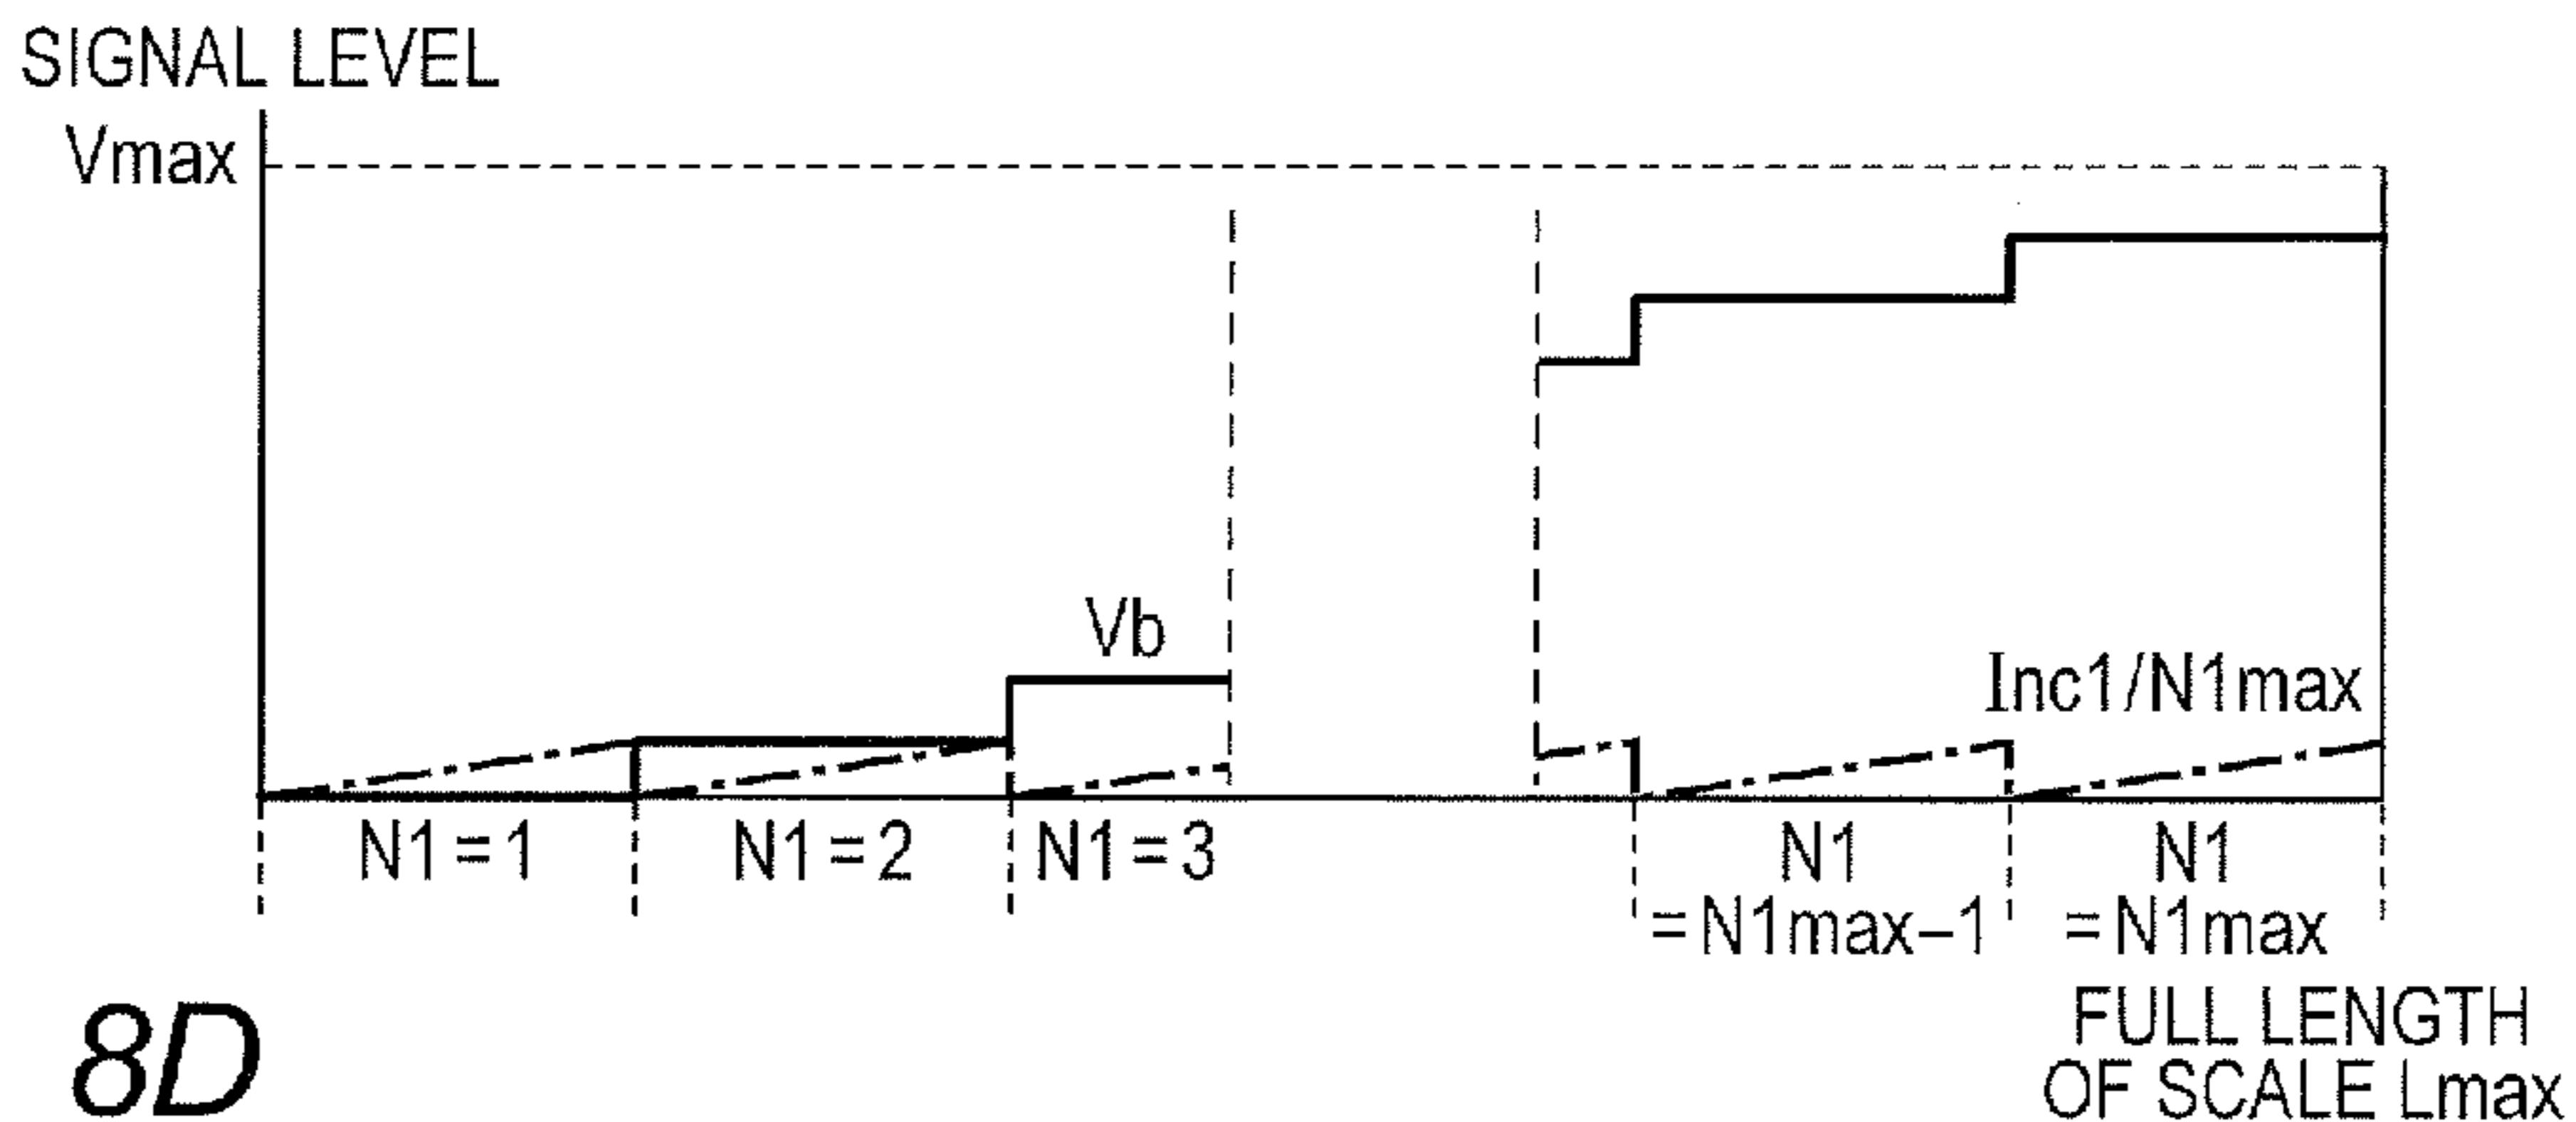 SIGNAL LEVEL
Vmax
Vb
Inc1/N1max
N1=1
N1=2
N1=3
N1
=N1max–1
N1
=N1max
8D
FULL LENGTH
OF SCALE Lmax